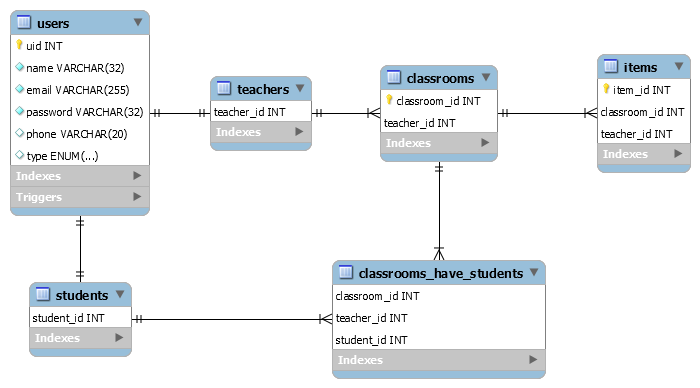 users
uid INT
name VARCHAR(32)
email VARCHAR(255)
password VARCHAR(32)
phone VARCHAR(20)
type ENUM(...)
Indexes
Triggers
teachers
teacher_id INT
Indexes
classrooms
classroom_id INT
teacher_id INT
Indexes
items
item_id INT
classroom_id INT
teacher_id INT
Indexes
students
student_id INT
Indexes
classrooms_have_students
classroom_id INT
teacher_id INT
student_id INT
Indexes